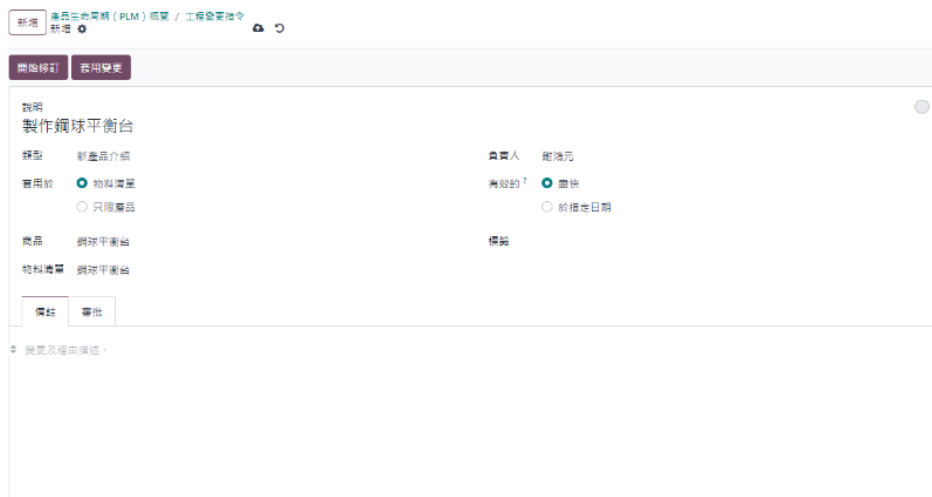 新增
產品生命周期 ( PLM ) 概覽 / 工程變更指令
新增
開始修訂 套用變更
說明
製作鋼球平衡台
類型 新產品介紹
負責人 謝鴻元
套用於 物料清單
只限產品
有效的 ? 盡快
於指定日期
商品 鋼球平衡台
標籤
物料清單 鋼球平衡台
備註 審批
變更及理由描述。